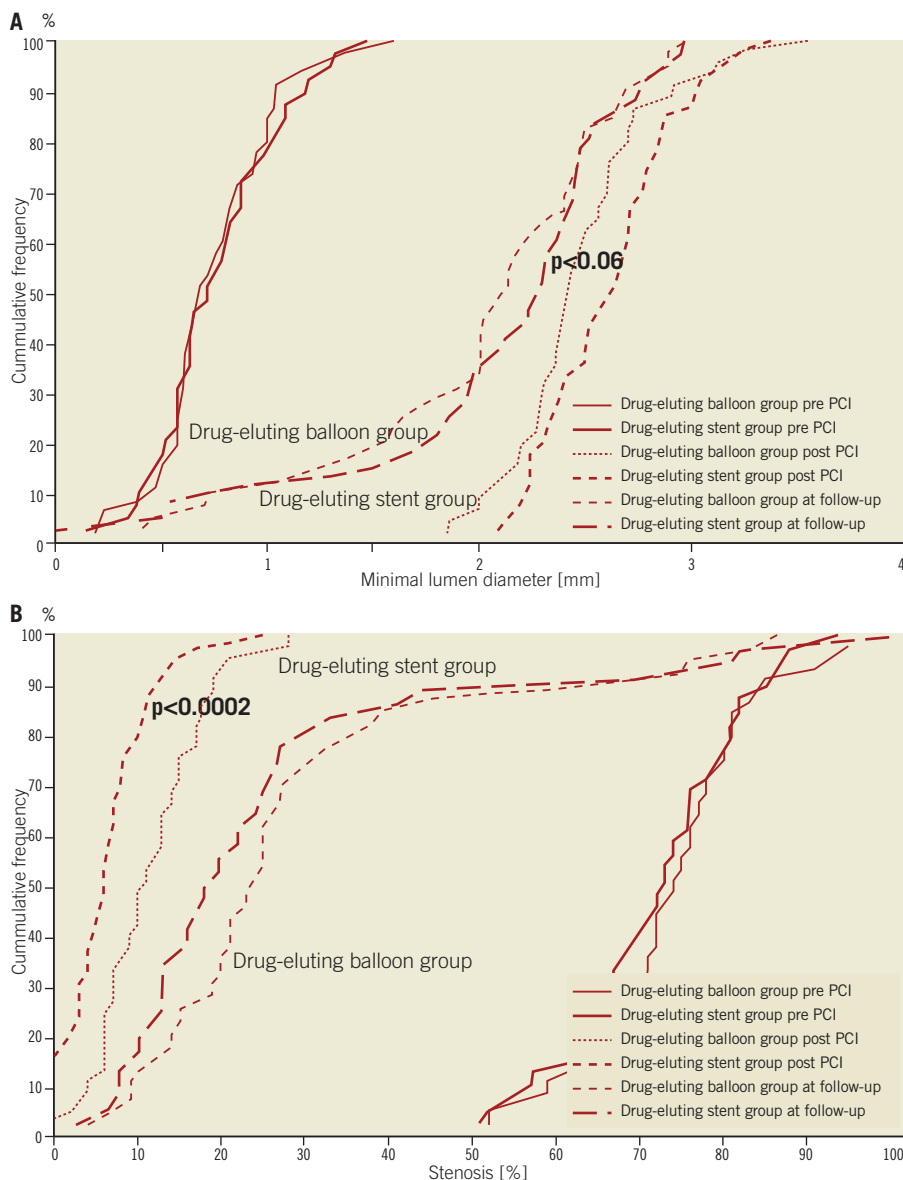 A
%
100
90
80
70
60
50
40
30
20
10
0
Cummulative frequency
p<0.06
Drug-eluting balloon group
Drug-eluting stent group
Drug-eluting balloon group pre PCI
Drug-eluting stent group pre PCI
Drug-eluting balloon group post PCI
Drug-eluting stent group post PCI
Drug-eluting balloon group at follow-up
Drug-eluting stent group at follow-up
0 1 2 3 4
Minimal lumen diameter [mm]
B
%
100
90
80
70
60
50
40
30
20
10
0
Cummulative frequency
Drug-eluting stent group
p<0.0002
Drug-eluting balloon group
Drug-eluting balloon group pre PCI
Drug-eluting stent group pre PCI
Drug-eluting balloon group post PCI
Drug-eluting stent group post PCI
Drug-eluting balloon group at follow-up
Drug-eluting stent group at follow-up
0 10 20 30 40 50 60 70 80 90 100
Stenosis [%]